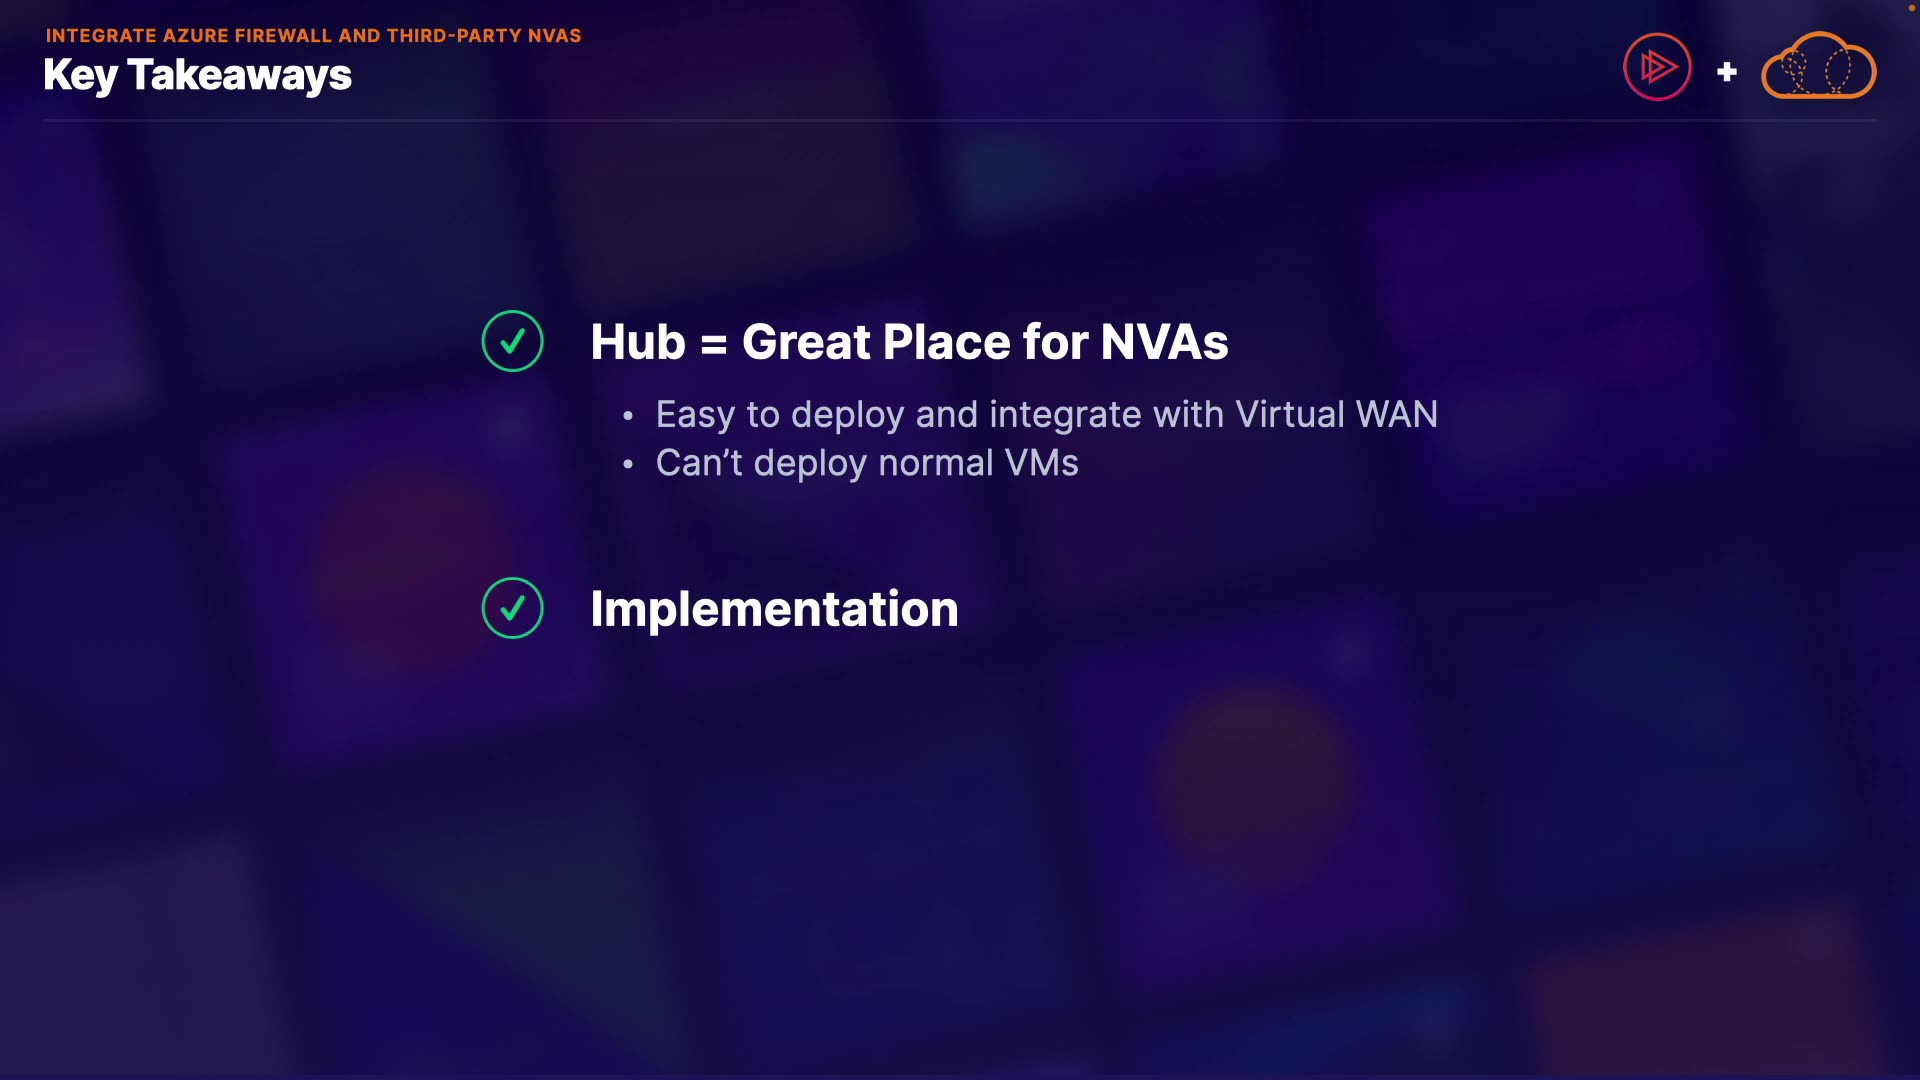 INTEGRATE AZURE FIREWALL AND THIRD-PARTY NVAS
Key Takeaways
Hub = Great Place for NVAs
• Easy to deploy and integrate with Virtual WAN
• Can’t deploy normal VMs
Implementation